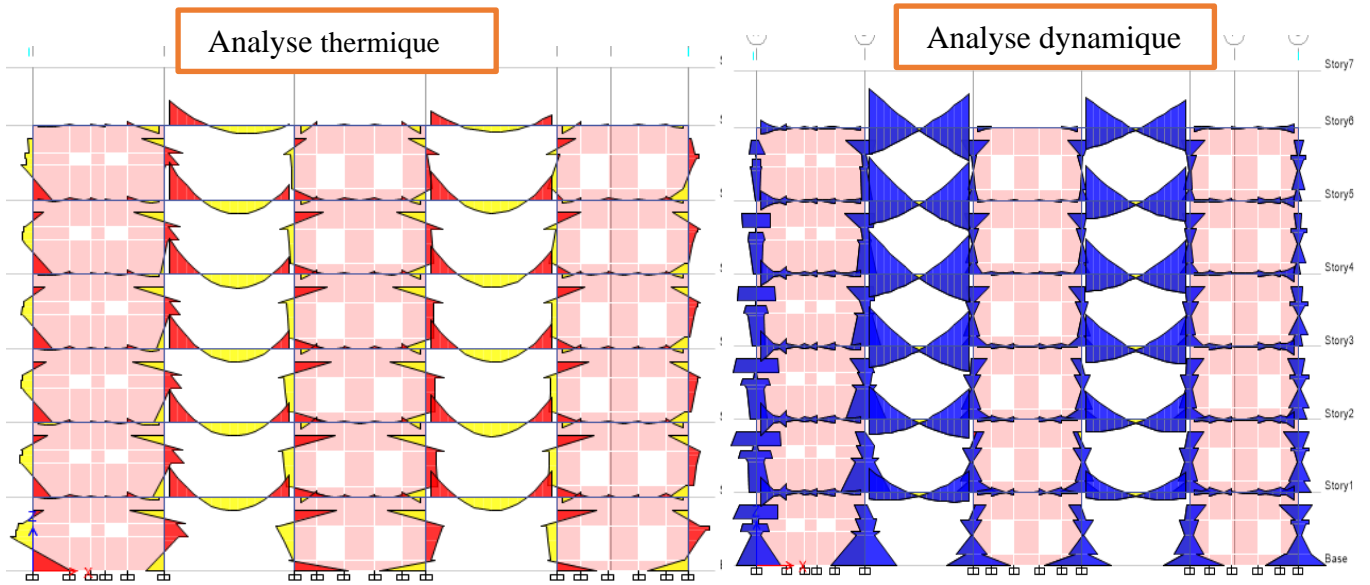 Analyse thermique
Analyse dynamique
Story7
Story6
Story5
Story4
Story3
Story2
Story1
Base
X
X